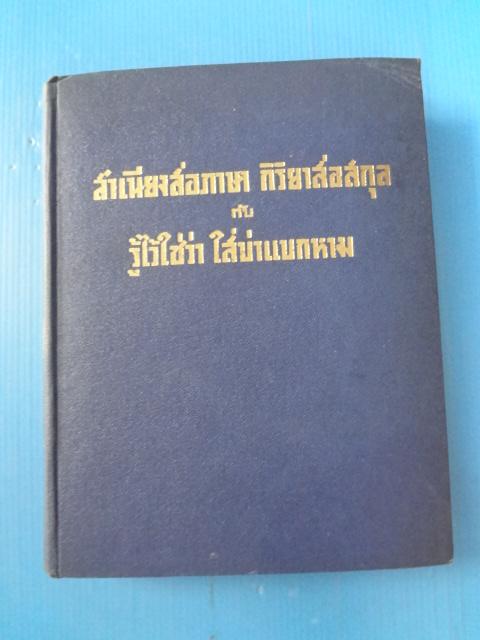 สำเนียงส่อภาษา กิริยาส่อสกุล
กับ
รู้ไว้ใช่ว่า ใส่บ่าแบกหาม